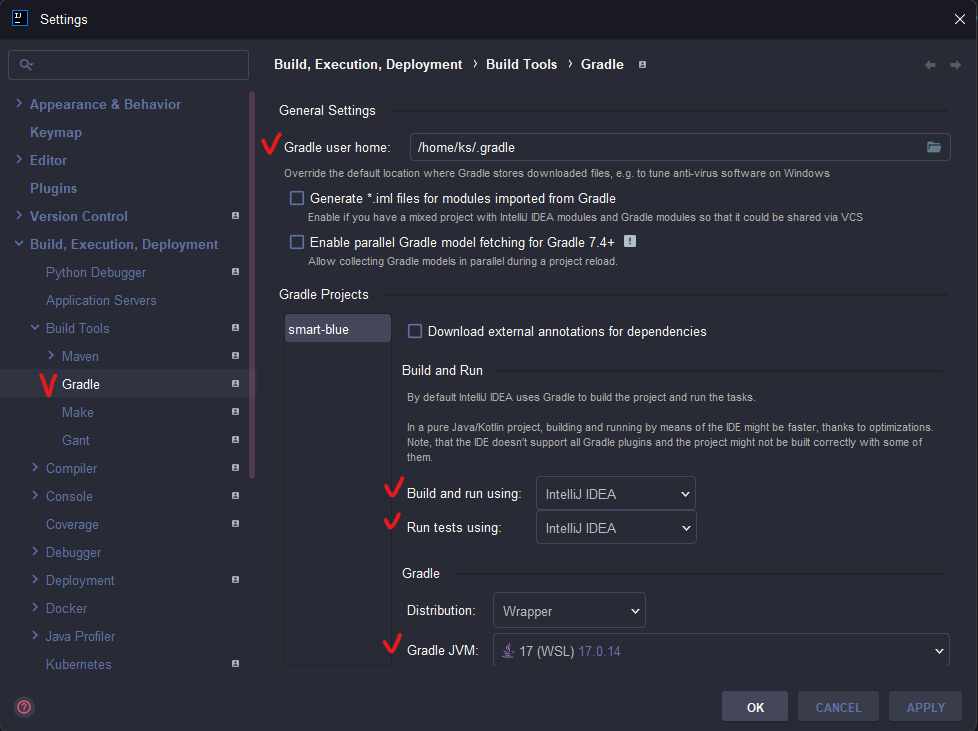 Settings
Build, Execution, Deployment › Build Tools › Gradle
Appearance & Behavior
Keymap
Editor
Plugins
Version Control
Build, Execution, Deployment
Python Debugger
Application Servers
Build Tools
Maven
Gradle
Make
Gant
Compiler
Console
Coverage
Debugger
Deployment
Docker
Java Profiler
Kubernetes
General Settings
Gradle user home: /home/ks/.gradle
Override the default location where Gradle stores downloaded files, e.g. to tune anti-virus software on Windows
Generate *.iml files for modules imported from Gradle
Enable if you have a mixed project with IntelliJ IDEA modules and Gradle modules so that it could be shared via VCS
Enable parallel Gradle model fetching for Gradle 7.4+
Allow collecting Gradle models in parallel during a project reload.
Gradle Projects
smart-blue
Download external annotations for dependencies
Build and Run
By default IntelliJ IDEA uses Gradle to build the project and run the tasks.
In a pure Java/Kotlin project, building and running by means of the IDE might be faster, thanks to optimizations.
Note, that the IDE doesn't support all Gradle plugins and the project might not be built correctly with some of
them.
Build and run using: IntelliJ IDEA
Run tests using: IntelliJ IDEA
Gradle
Distribution: Wrapper
Gradle JVM: 17 (WSL) 17.0.14
OK
CANCEL
APPLY